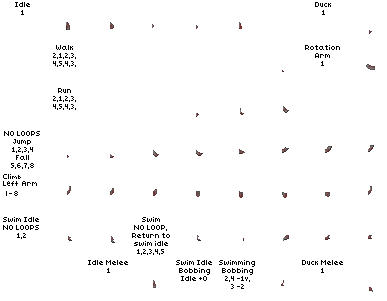 Idle
1
Duck
1
Walk
2,1,2,3,
4,5,4,3,
Rotation
Arm
1
Run
2,1,2,3,
4,5,4,3,
NO LOOPS
Jump
1,2,3,4
Fall
5,6,7,8
Climb
Left Arm
1-8
Swim Idle
NO LOOPS
1,2
Swim
NO LOOP,
Return to
swim idle
1,2,3,4,5
Idle Melee
1
Swim Idle
Bobbing
Idle +0
Swimming
Bobbing
2,4 -1v,
3 -2
Duck Melee
1